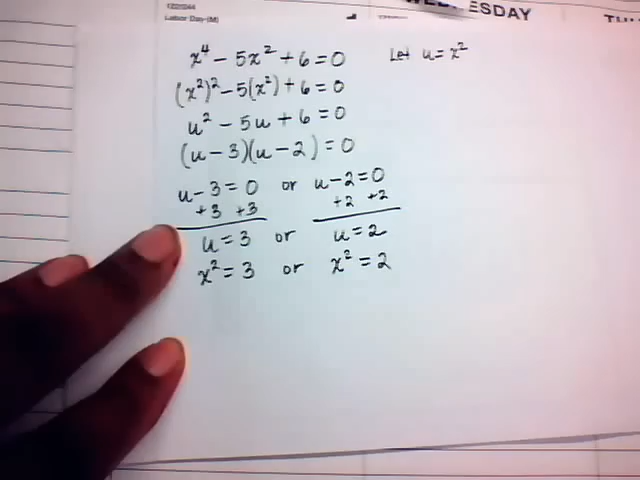 Labor Day-(M)
ESDAY
x⁴ - 5x² + 6 = 0 Let u = x²
(x²)² - 5(x²) + 6 = 0
u² - 5u + 6 = 0
(u - 3)(u - 2) = 0
u - 3 = 0 or u - 2 = 0
+3 +3 +2 +2
u = 3 or u = 2
x² = 3 or x² = 2